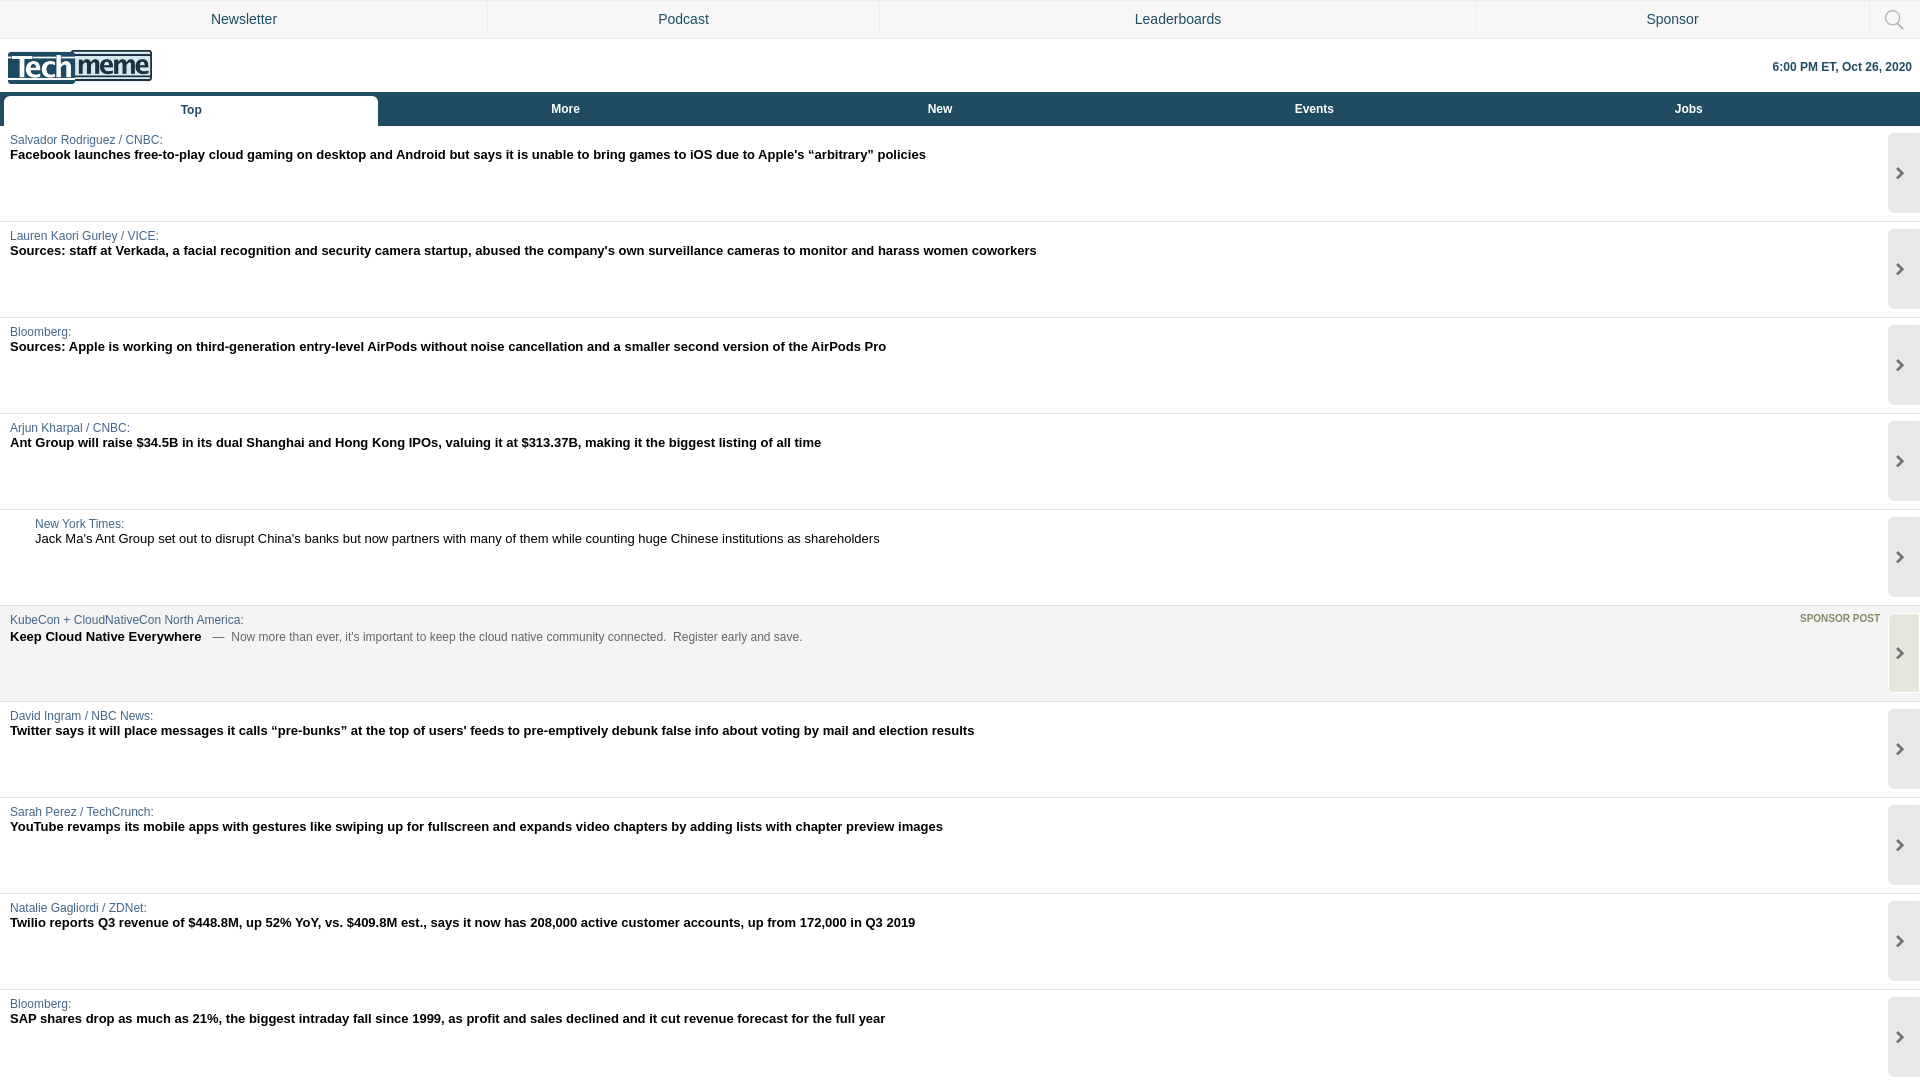 Newsletter
Podcast
Leaderboards
Sponsor
Techmeme
6:00 PM ET, Oct 26, 2020
Top
More
New
Events
Jobs
Salvador Rodriguez / CNBC:
Facebook launches free-to-play cloud gaming on desktop and Android but says it is unable to bring games to iOS due to Apple's “arbitrary” policies
Lauren Kaori Gurley / VICE:
Sources: staff at Verkada, a facial recognition and security camera startup, abused the company's own surveillance cameras to monitor and harass women coworkers
Bloomberg:
Sources: Apple is working on third-generation entry-level AirPods without noise cancellation and a smaller second version of the AirPods Pro
Arjun Kharpal / CNBC:
Ant Group will raise $34.5B in its dual Shanghai and Hong Kong IPOs, valuing it at $313.37B, making it the biggest listing of all time
New York Times:
Jack Ma's Ant Group set out to disrupt China's banks but now partners with many of them while counting huge Chinese institutions as shareholders
KubeCon + CloudNativeCon North America:
SPONSOR POST
Keep Cloud Native Everywhere — Now more than ever, it's important to keep the cloud native community connected. Register early and save.
David Ingram / NBC News:
Twitter says it will place messages it calls “pre-bunks” at the top of users' feeds to pre-emptively debunk false info about voting by mail and election results
Sarah Perez / TechCrunch:
YouTube revamps its mobile apps with gestures like swiping up for fullscreen and expands video chapters by adding lists with chapter preview images
Natalie Gagliordi / ZDNet:
Twilio reports Q3 revenue of $448.8M, up 52% YoY, vs. $409.8M est., says it now has 208,000 active customer accounts, up from 172,000 in Q3 2019
Bloomberg:
SAP shares drop as much as 21%, the biggest intraday fall since 1999, as profit and sales declined and it cut revenue forecast for the full year